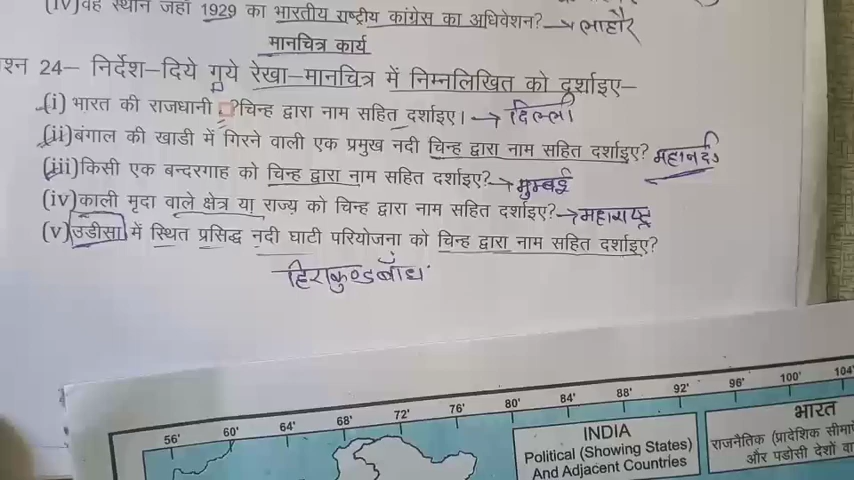 (iv) वह स्थान जहाँ 1929 का भारतीय राष्ट्रीय कांग्रेस का अधिवेशन? → लाहौर
मानचित्र कार्य
श्न 24- निर्देश-दिये गये रेखा-मानचित्र में निम्नलिखित को दर्शाइए-
(i) भारत की राजधानी चिन्ह द्वारा नाम सहित दर्शाइए। → दिल्ली
(ii) बंगाल की खाडी में गिरने वाली एक प्रमुख नदी चिन्ह द्वारा नाम सहित दर्शाइए? महानदी
(iii) किसी एक बन्दरगाह को चिन्ह द्वारा नाम सहित दर्शाइए? → मुम्बई
(iv) काली मृदा वाले क्षेत्र या राज्य को चिन्ह द्वारा नाम सहित दर्शाइए? → महाराष्ट्र
(v) उडीसा में स्थित प्रसिद्ध नदी घाटी परियोजना को चिन्ह द्वारा नाम सहित दर्शाइए?
हिराकुण्ड बाँध
56' 60' 64' 68' 72' 76' 80' 84' 88' 92' 96' 100' 104'
INDIA
Political (Showing States)
And Adjacent Countries
भारत
राजनैतिक (प्रादेशिक सीमा
और पडोसी देशों